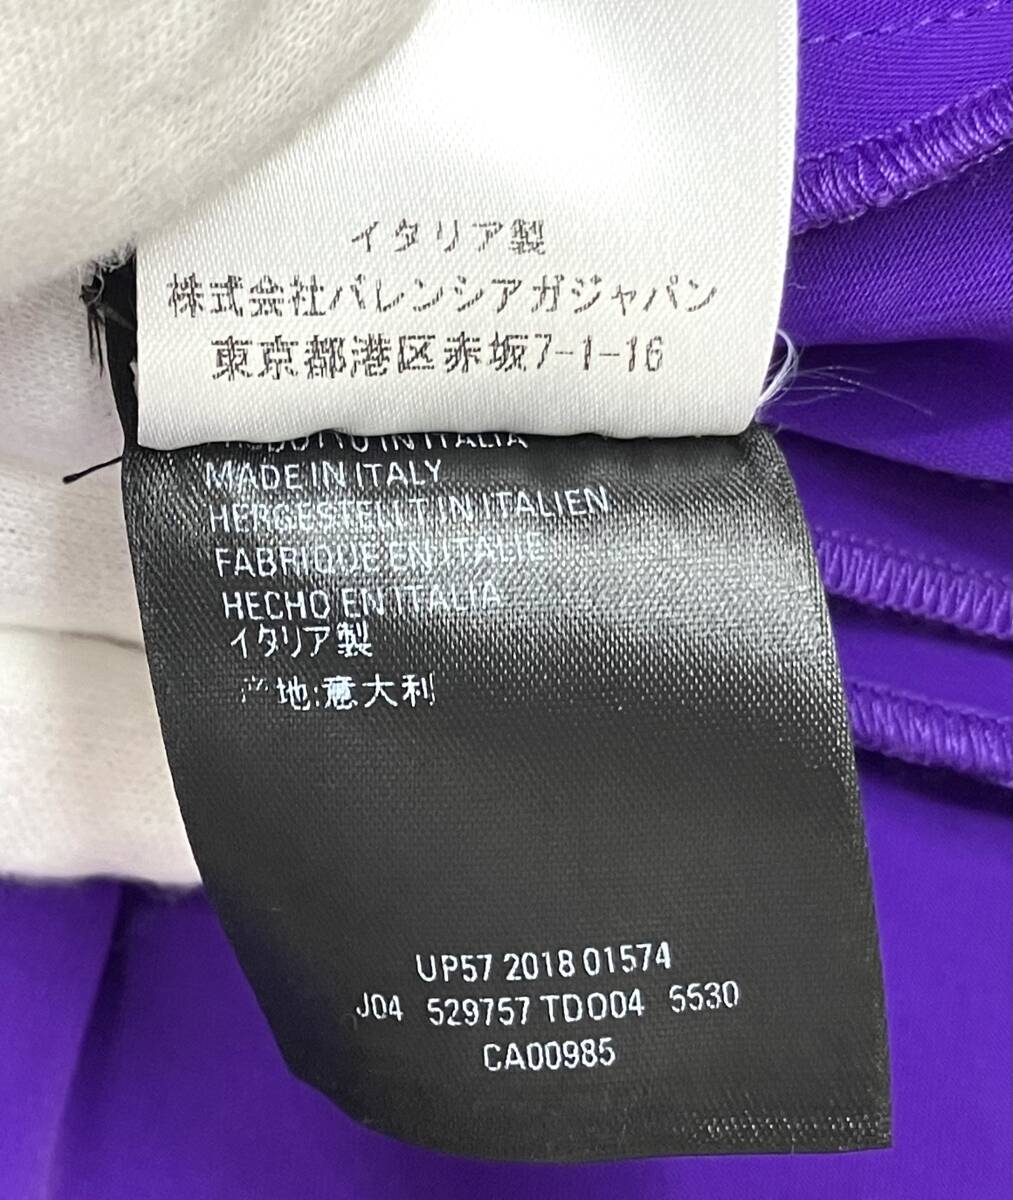 イタリア製
株式会社バレンシアガジャパン
東京都港区赤坂7-1-16
IN ITALIA
MADE IN ITALY
HERGESTELLT IN ITALIEN
FABRIQUE EN ITALIE
HECHO EN ITALIA
イタリア製
地:意大利
UP57 2018 01574
J04 529757 TDO04 5530
CA00985